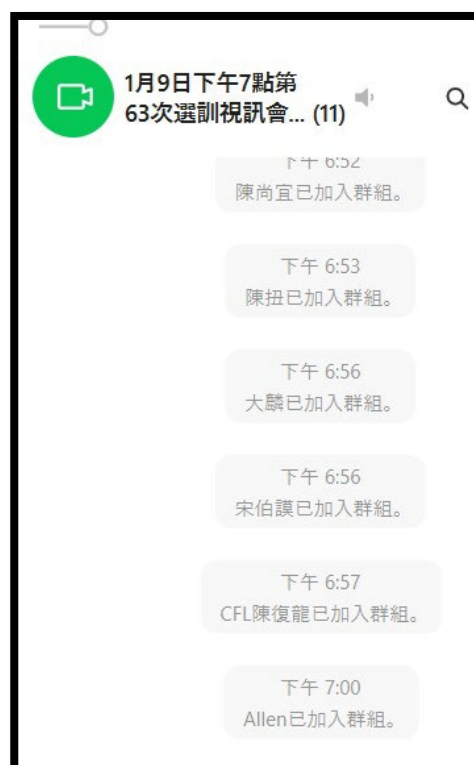 1月9日下午7點第
63次選訓視訊會... (11)
下午 6:52
陳尚宜已加入群組。
下午 6:53
陳扭已加入群組。
下午 6:56
大麟已加入群組。
下午 6:56
宋伯謨已加入群組。
下午 6:57
CFL陳復龍已加入群組。
下午 7:00
Allen已加入群組。